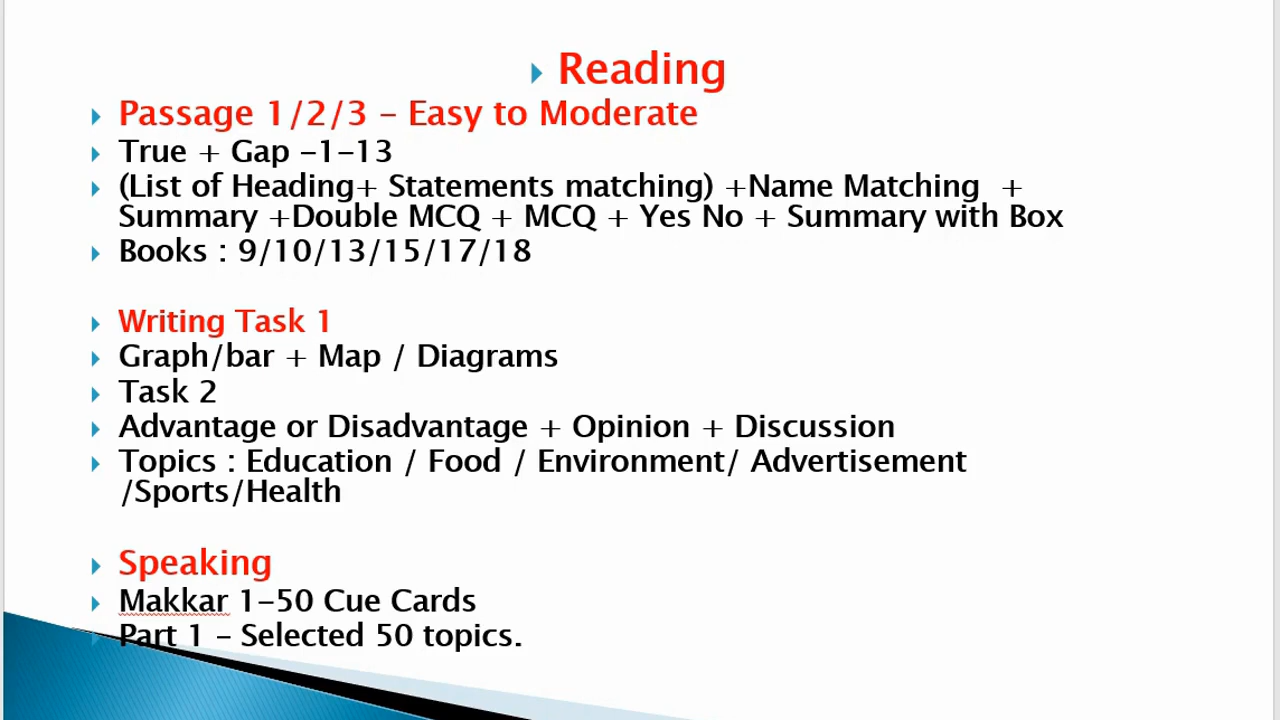 Reading
Passage 1/2/3 – Easy to Moderate
True + Gap –1–13
(List of Heading+ Statements matching) +Name Matching +
Summary +Double MCQ + MCQ + Yes No + Summary with Box
Books : 9/10/13/15/17/18
Writing Task 1
Graph/bar + Map / Diagrams
Task 2
Advantage or Disadvantage + Opinion + Discussion
Topics : Education / Food / Environment/ Advertisement
/Sports/Health
Speaking
Makkar 1–50 Cue Cards
Part 1 – Selected 50 topics.